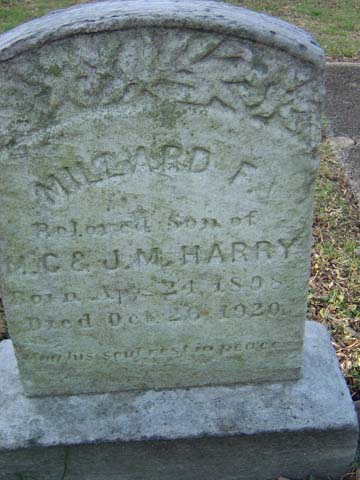 MILLARD F.
Beloved son of
M.C & J.M. HARRY
Born Apr 24, 1898
Died Oct. 26, 1920.
May his soul rest in peace